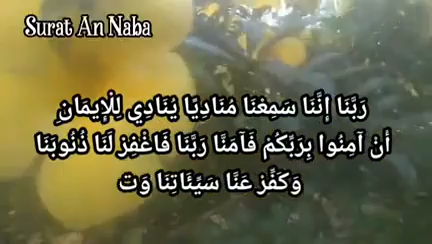 Surat An Naba
رَبَّنَا إِنَّنَا سَمِعْنَا مُنَادِيًا يُنَادِي لِلْإِيمَانِ
أَنْ آمِنُوا بِرَبِّكُمْ فَآمَنَّا رَبَّنَا فَاغْفِرْ لَنَا ذُنُوبَنَا
وَكَفِّرْ عَنَّا سَيِّئَاتِنَا وَتَ